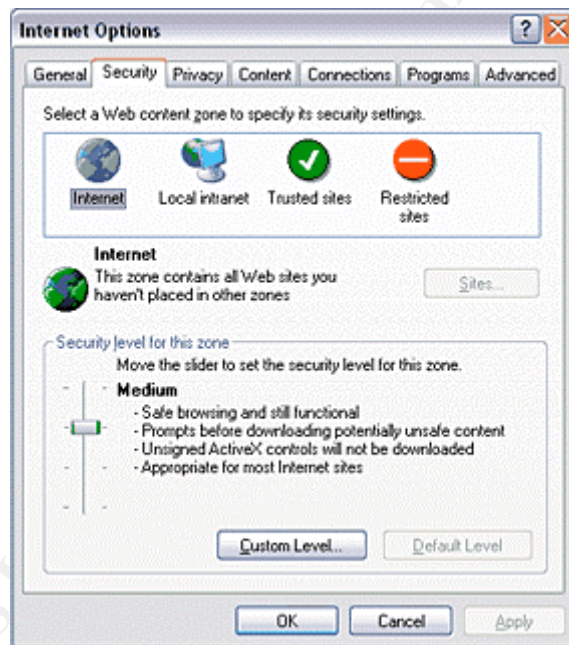 Internet Options
General Security Privacy Content Connections Programs Advanced
Select a Web content zone to specify its security settings.
Internet Local intranet Trusted sites Restricted sites
Internet
This zone contains all Web sites you
haven't placed in other zones
Sites...
Security level for this zone
Move the slider to set the security level for this zone.
Medium
- Safe browsing and still functional
- Prompts before downloading potentially unsafe content
- Unsigned ActiveX controls will not be downloaded
- Appropriate for most Internet sites
Custom Level...
Default Level
OK Cancel Apply